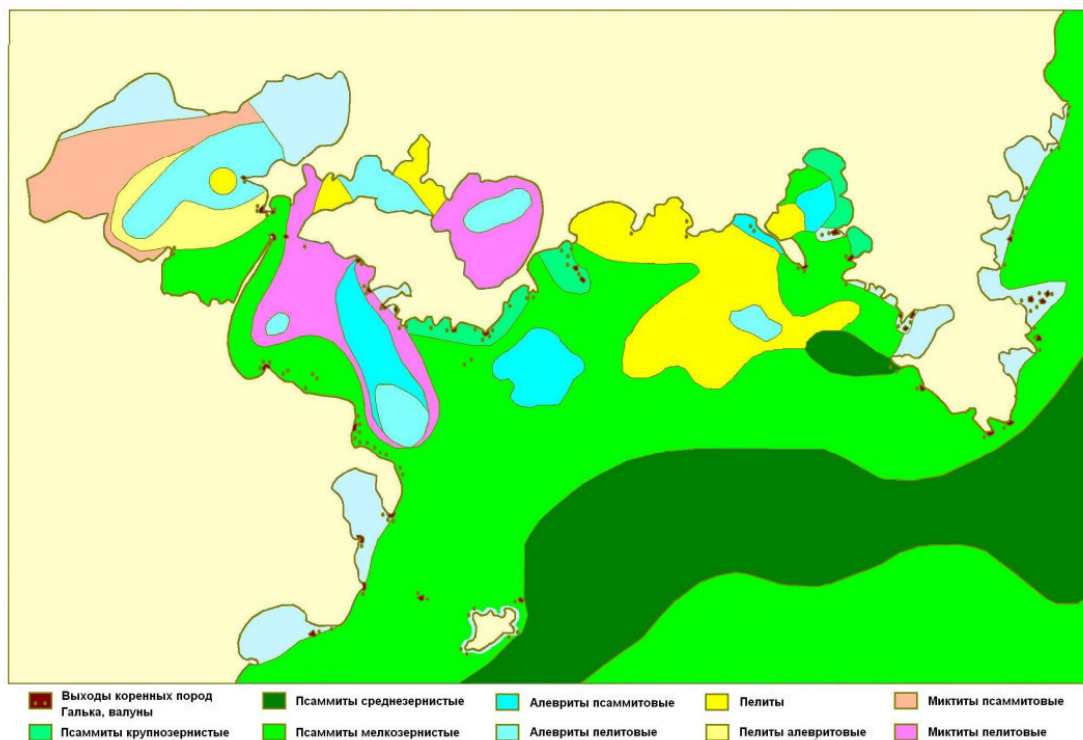 Выходы коренных пород
Галька, валуны
Псаммиты крупнозернистые
Псаммиты среднезернистые
Псаммиты мелкозернистые
Алевриты псаммитовые
Алевриты пелитовые
Пелиты
Пелиты алевритовые
Миктиты псаммитовые
Миктиты пелитовые